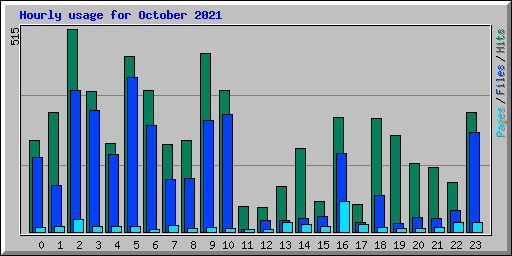 Hourly usage for October 2021
515
Pages/Files/Hits
0 1 2 3 4 5 6 7 8 9 10 11 12 13 14 15 16 17 18 19 20 21 22 23